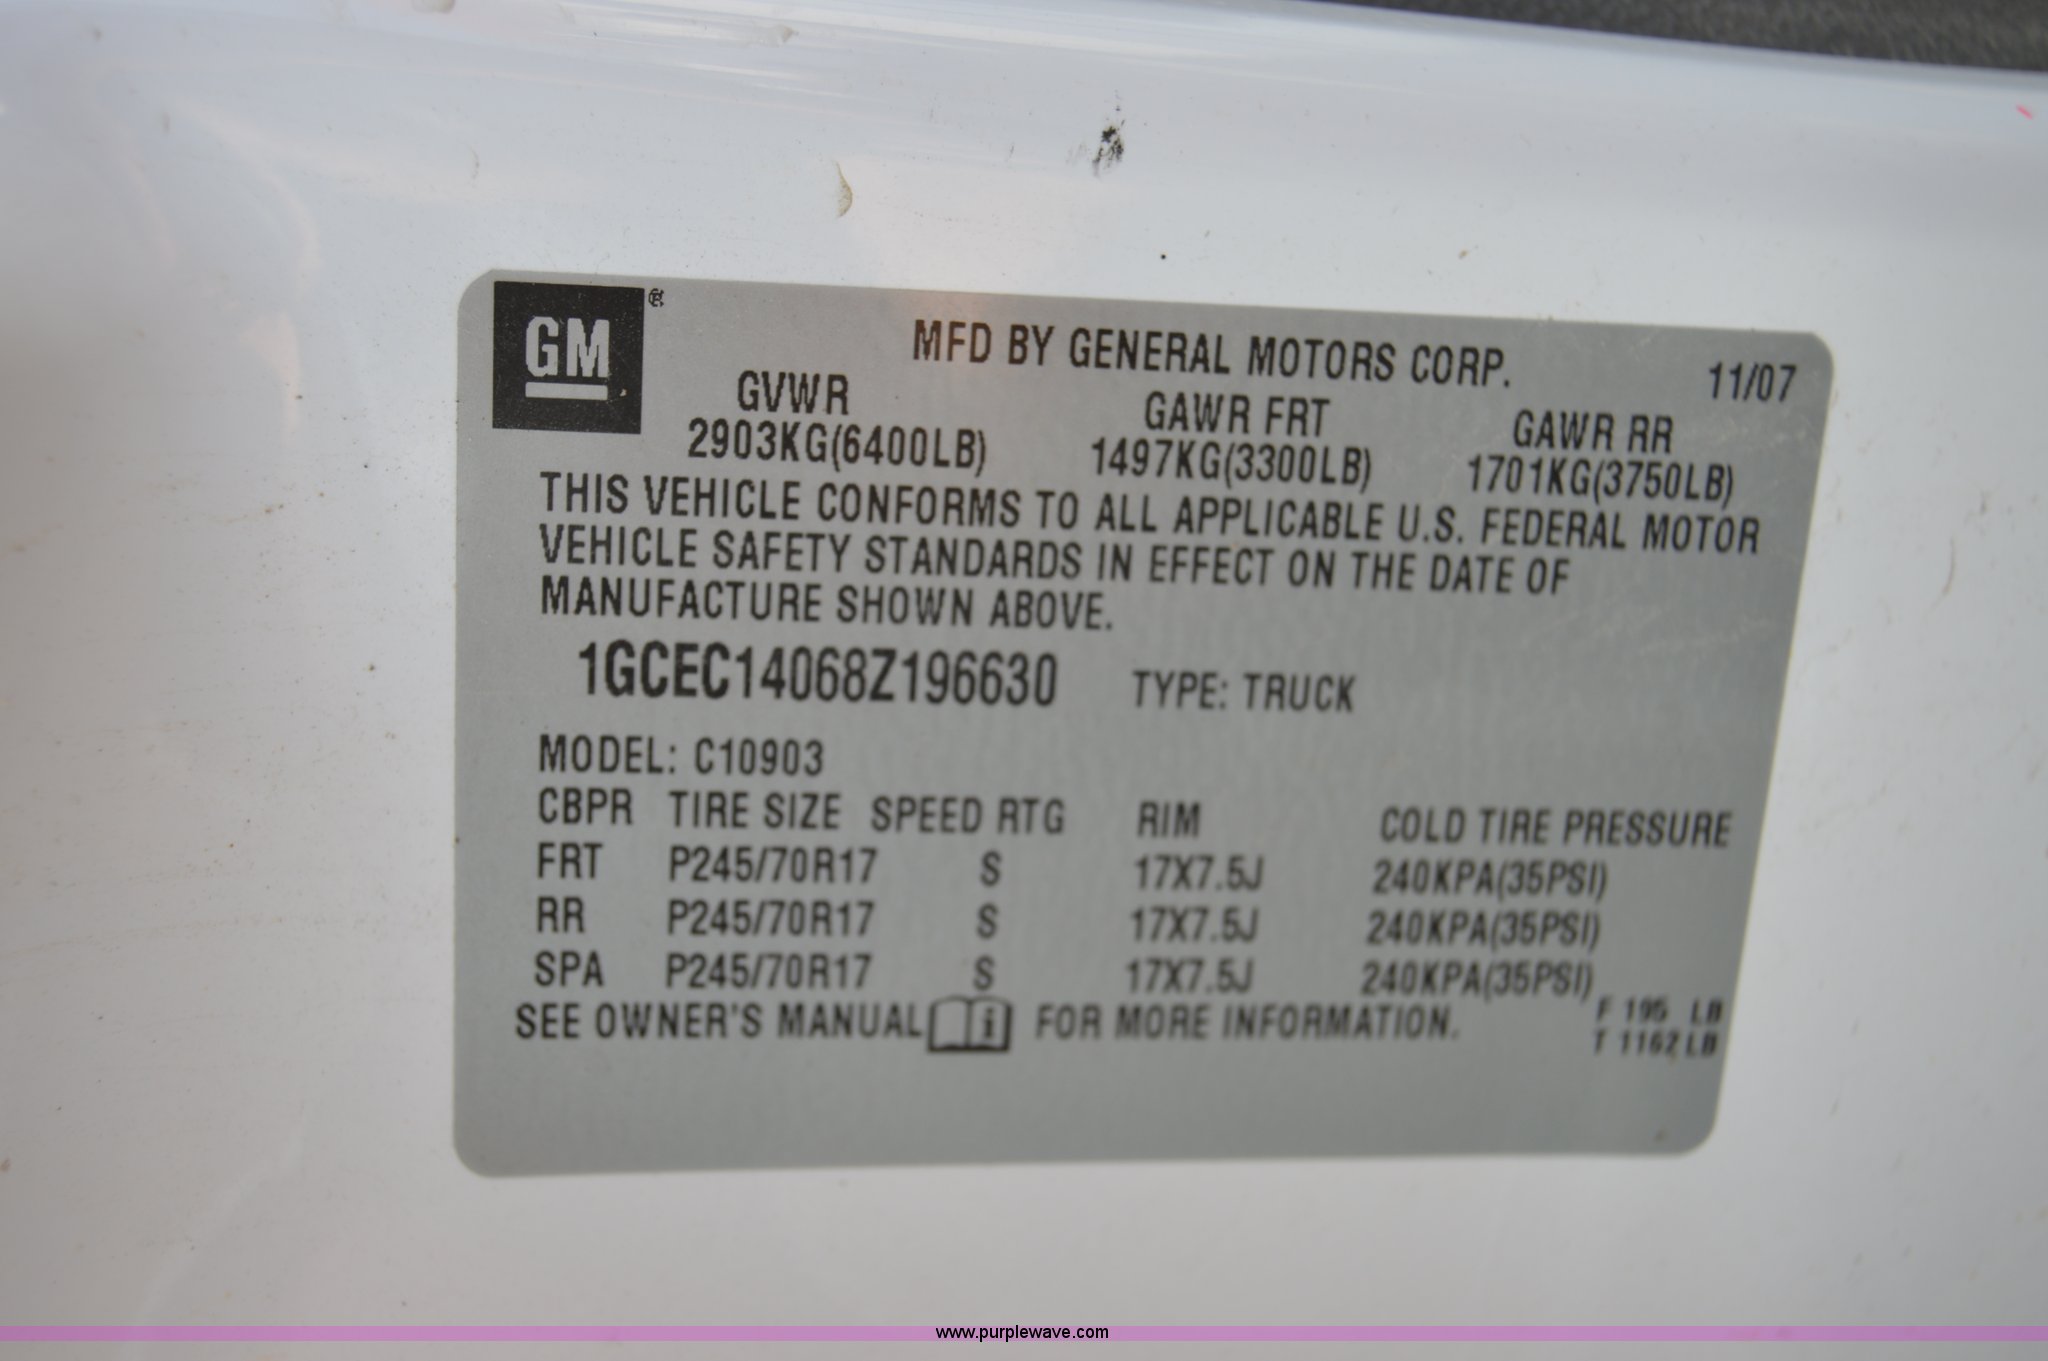 GM ®
MFD BY GENERAL MOTORS CORP. 11/07
GVWR GAWR FRT GAWR RR
2903KG(6400LB) 1497KG(3300LB) 1701KG(3750LB)
THIS VEHICLE CONFORMS TO ALL APPLICABLE U.S. FEDERAL MOTOR
VEHICLE SAFETY STANDARDS IN EFFECT ON THE DATE OF
MANUFACTURE SHOWN ABOVE.
1GCEC14068Z196630 TYPE: TRUCK
MODEL: C10903
CBPR TIRE SIZE SPEED RTG RIM COLD TIRE PRESSURE
FRT P245/70R17 S 17X7.5J 240KPA(35PSI)
RR P245/70R17 S 17X7.5J 240KPA(35PSI)
SPA P245/70R17 S 17X7.5J 240KPA(35PSI)
SEE OWNER'S MANUAL i FOR MORE INFORMATION.
F 195 LB
T 1162 LB
www.purplewave.com